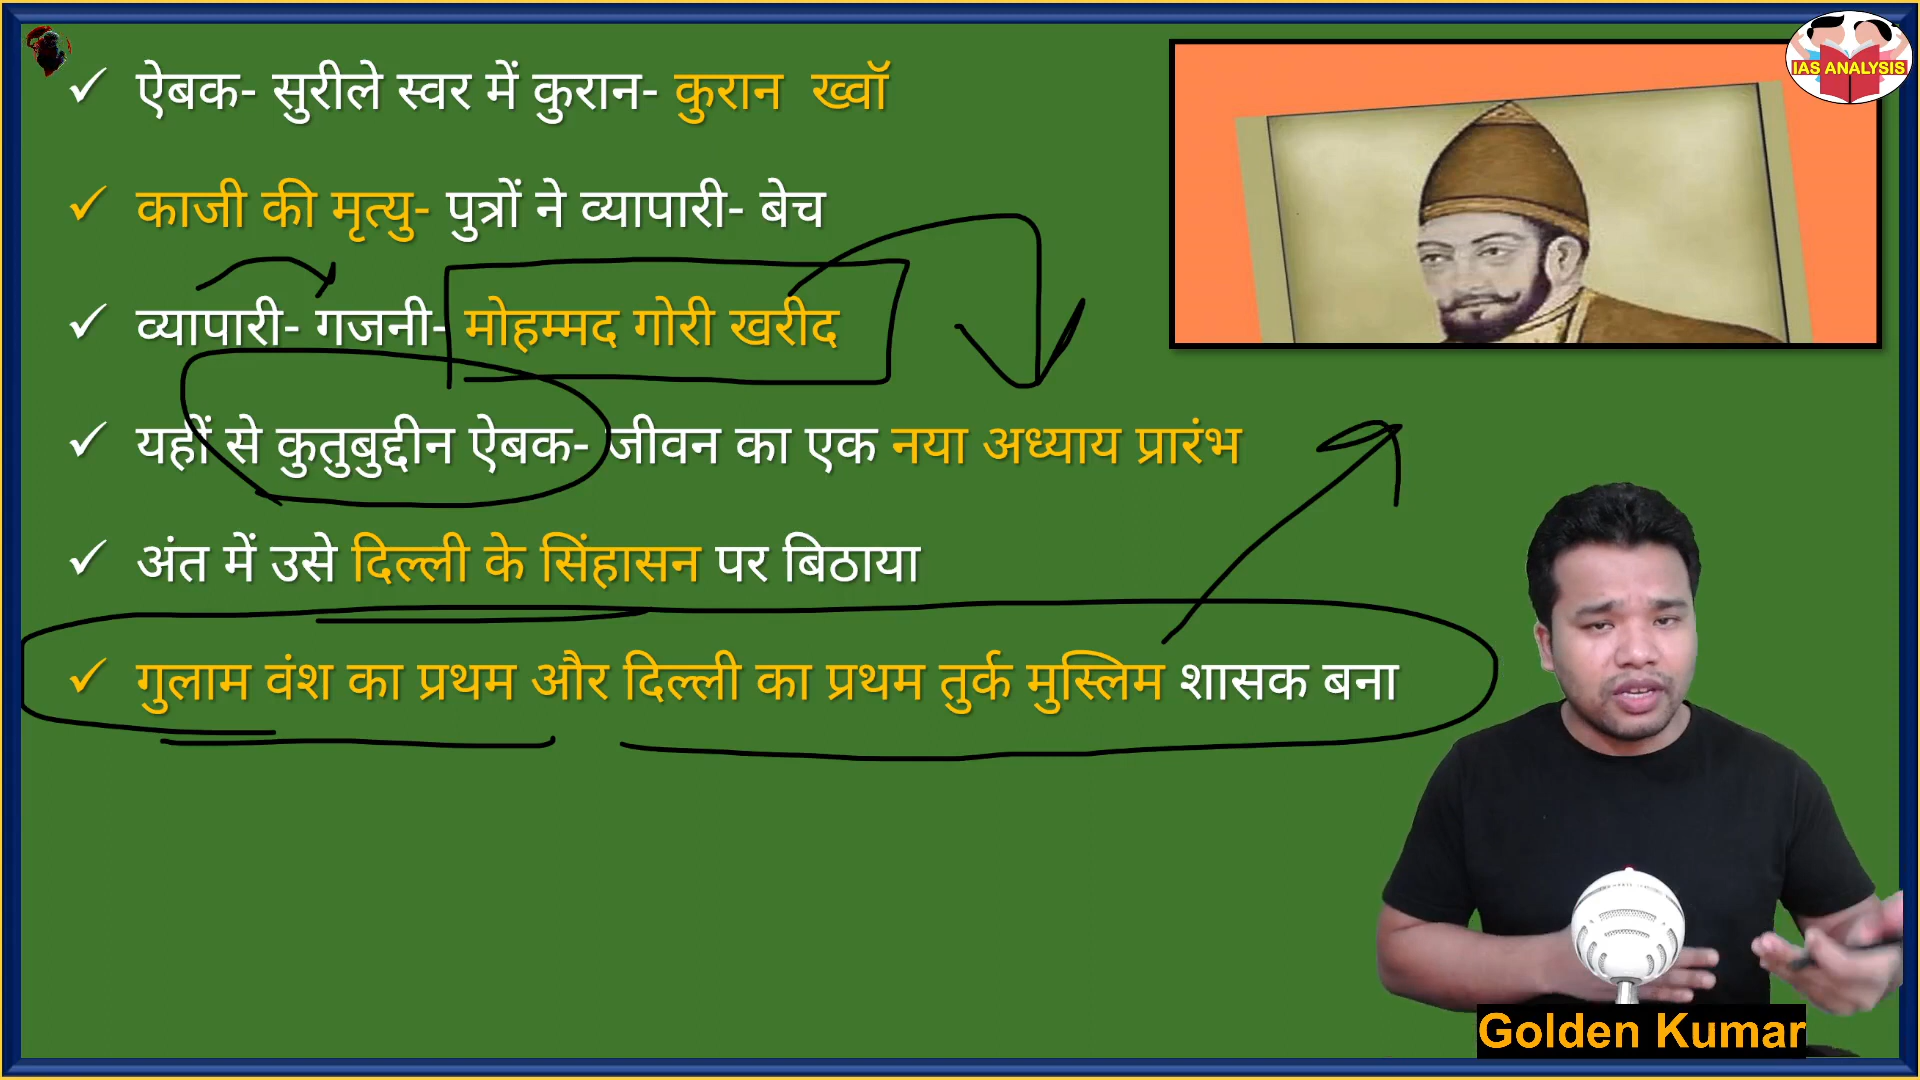 IAS ANALYSIS
✓ ऐबक- सुरीले स्वर में कुरान- कुरान ख्वॉ
✓ काजी की मृत्यु- पुत्रों ने व्यापारी- बेच
✓ व्यापारी- गजनी- मोहम्मद गोरी खरीद
✓ यहीं से कुतुबुद्दीन ऐबक- जीवन का एक नया अध्याय प्रारंभ
✓ अंत में उसे दिल्ली के सिंहासन पर बिठाया
✓ गुलाम वंश का प्रथम और दिल्ली का प्रथम तुर्क मुस्लिम शासक बना
Golden Kumar